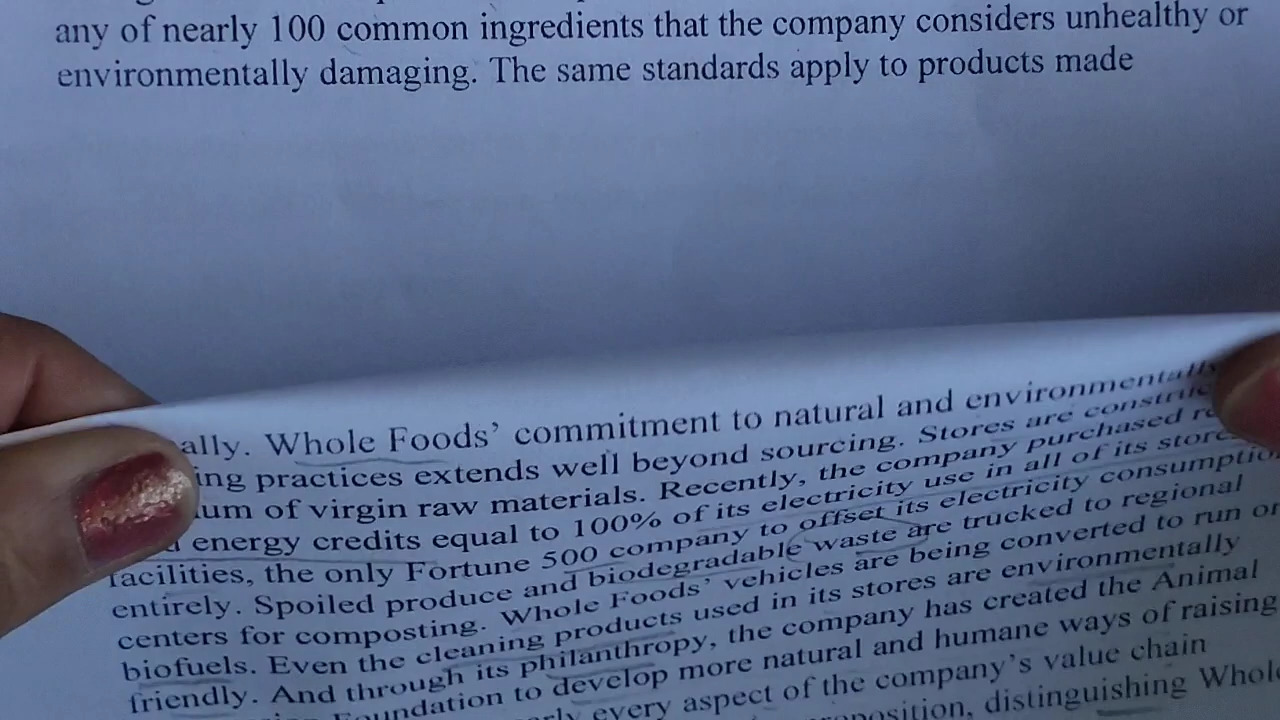 any of nearly 100 common ingredients that the company considers unhealthy or
environmentally damaging. The same standards apply to products made
ally. Whole Foods' commitment to natural and environmentally
ing practices extends well beyond sourcing. Stores are construc
um of virgin raw materials. Recently, the company purchased re
energy credits equal to 100% of its electricity use in all of its stores
facilities, the only Fortune 500 company to offset its electricity consumptio
entirely. Spoiled produce and biodegradable waste are trucked to regional
centers for composting. Whole Foods' vehicles are being converted to run on
biofuels. Even the cleaning products used in its stores are environmentally
friendly. And through its philanthropy, the company has created the Animal
Foundation to develop more natural and humane ways of raising
every aspect of the company's value chain
distinguishing Whole